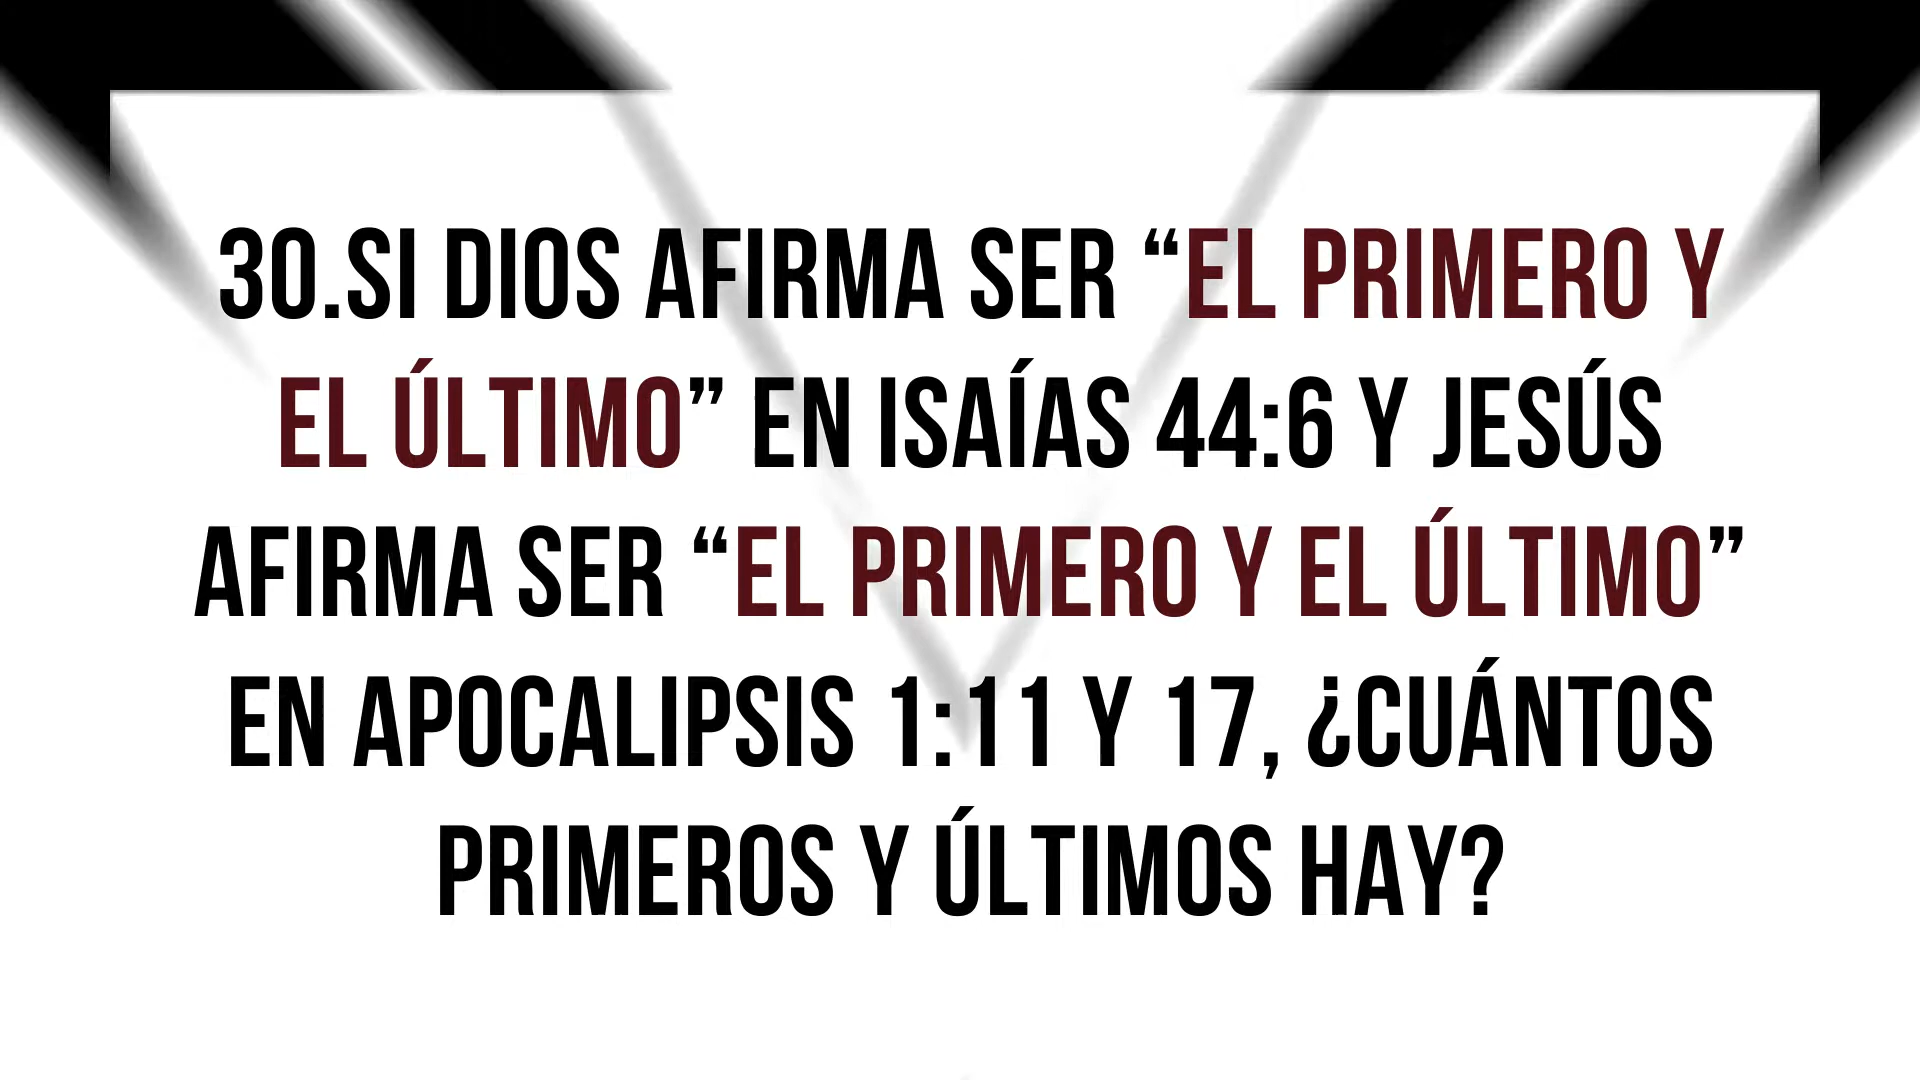 30.SI DIOS AFIRMA SER “EL PRIMERO Y
EL ÚLTIMO” EN ISAÍAS 44:6 Y JESÚS
AFIRMA SER “EL PRIMERO Y EL ÚLTIMO”
EN APOCALIPSIS 1:11 Y 17, ¿CUÁNTOS
PRIMEROS Y ÚLTIMOS HAY?